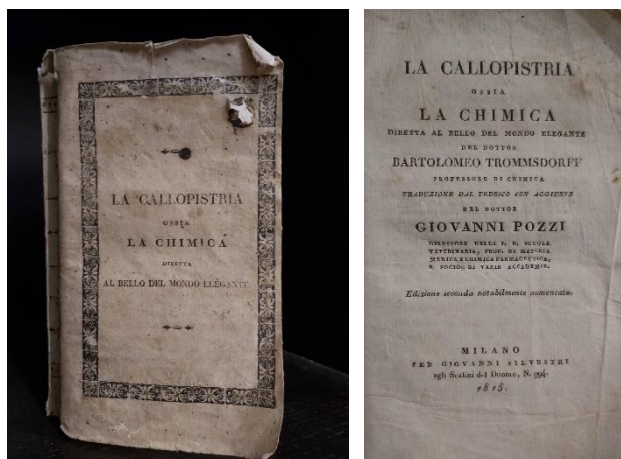 LA CALLOPISTRIA
OSSIA
LA CHIMICA
DIRETTA
AL BELLO DEL MONDO ELEGANTE
LA CALLOPISTRIA
OSSIA
LA CHIMICA
DIRETTA AL BELLO DEL MONDO ELEGANTE
DEL DOTTOR
BARTOLOMEO TROMMSDORFF
PROFESSORE DI CHIMICA
TRADUZIONE DAL TEDESCO CON AGGIUNTE
DEL DOTTOR
GIOVANNI POZZI
DIRETTORE DELLA I. R. SCUOLA
VETERINARIA, PROF. DI MATERIA
MEDICA E CHIMICA FARMACEUTICA,
E SOCIO DI VARIE ACCADEMIE.
Edizione seconda notabilmente aumentata.
MILANO
PER GIOVANNI SILVESTRI
agli Scalini del Duomo, N. 994.
1815.